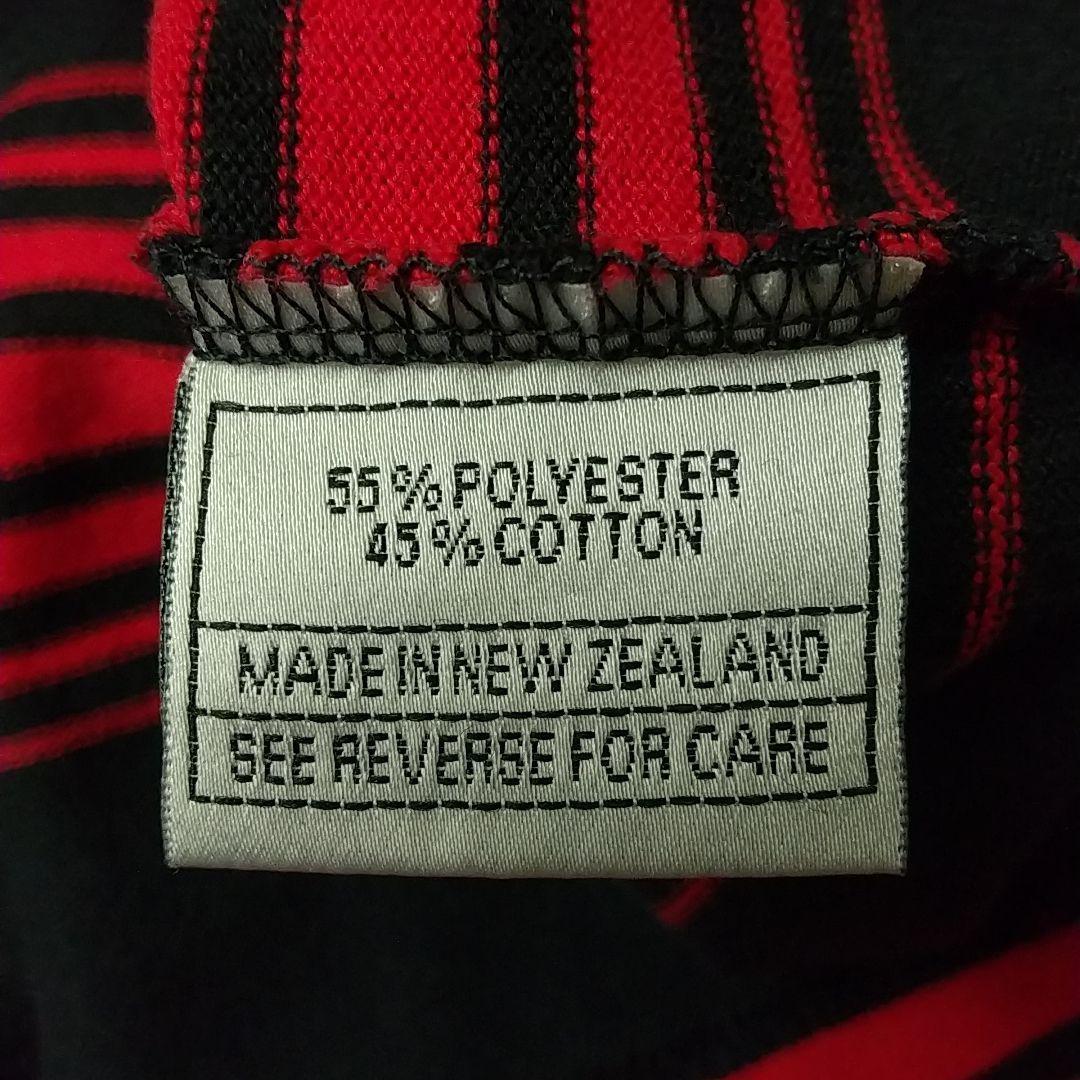 55% POLYESTER
45% COTTON
MADE IN NEW ZEALAND
SEE REVERSE FOR CARE